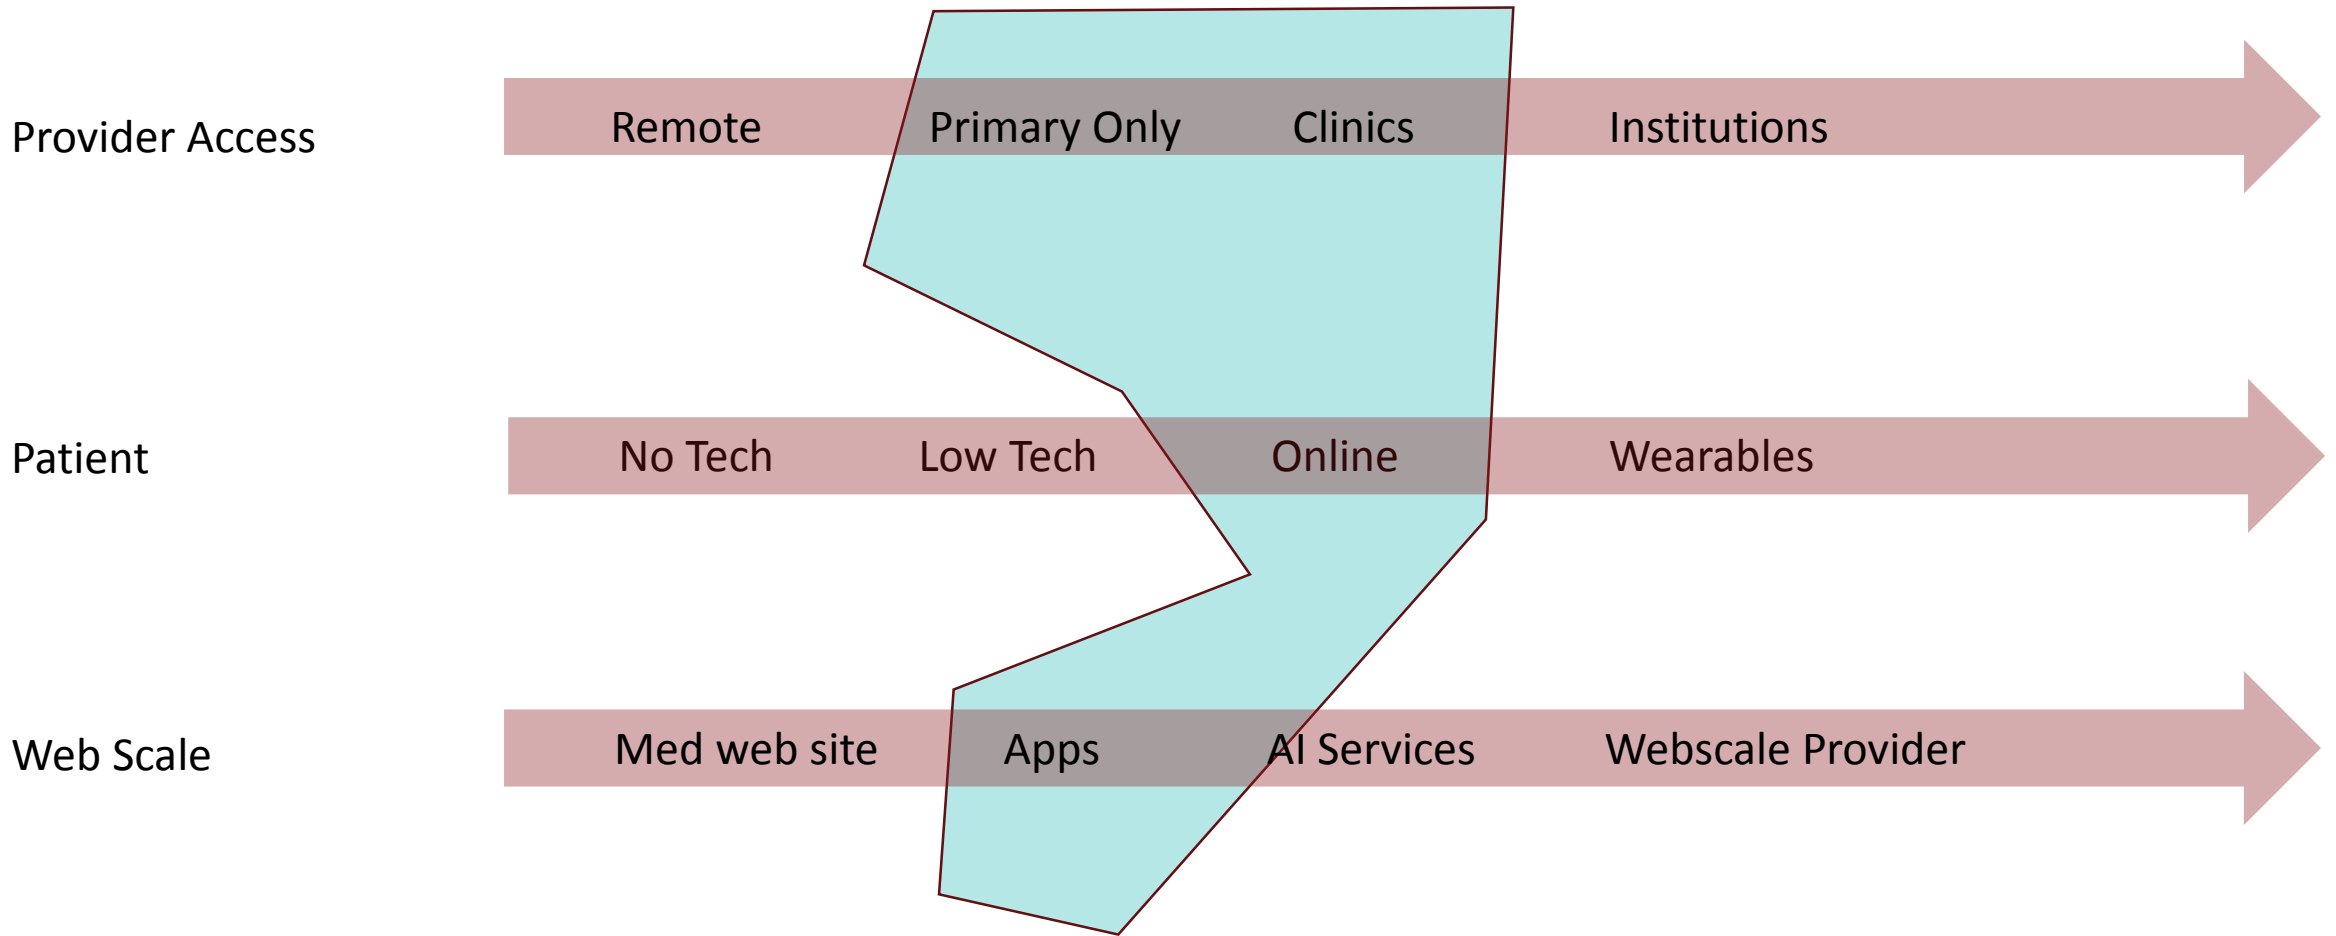 Provider Access Remote Primary Only Clinics Institutions
Patient No Tech Low Tech Online Wearables
Web Scale Med web site Apps AI Services Webscale Provider